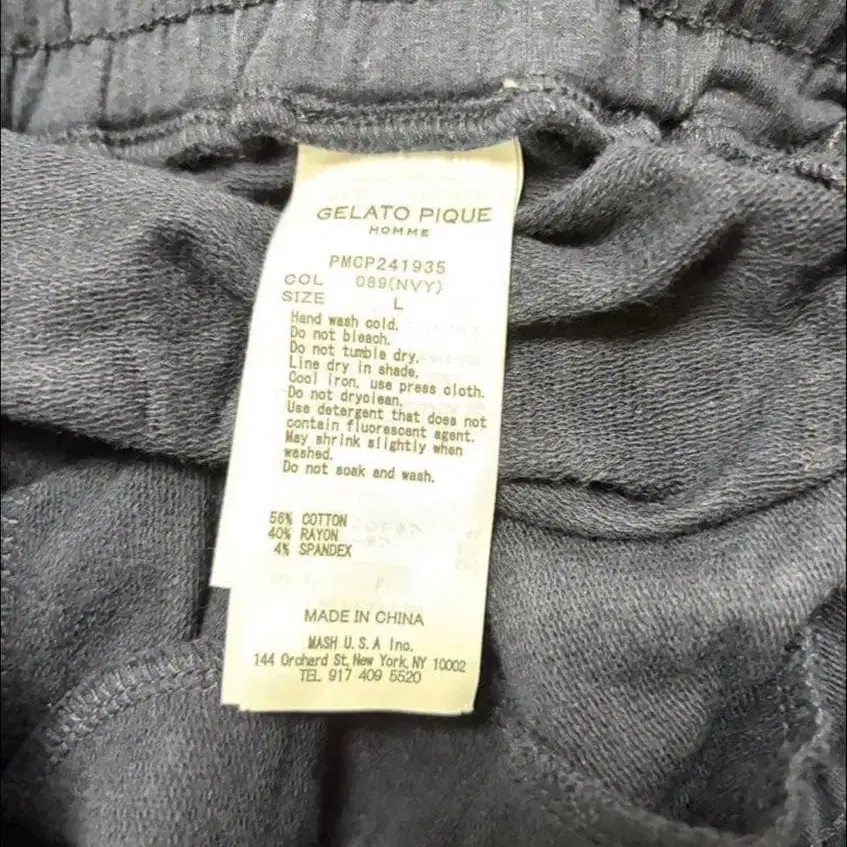 GELATO PIQUE
HOMME
PMCP241935
COL 089(NVY)
SIZE L
Hand wash cold.
Do not bleach.
Do not tumble dry.
Line dry in shade.
Cool iron, use press cloth.
Do not dryclean.
Use detergent that does not
contain fluorescent agent.
May shrink slightly when
washed.
Do not soak and wash.
56% COTTON
40% RAYON
4% SPANDEX
MADE IN CHINA
MASH U.S.A Inc.
144 Orchard St, New York, NY 10002
TEL 917 409 5520